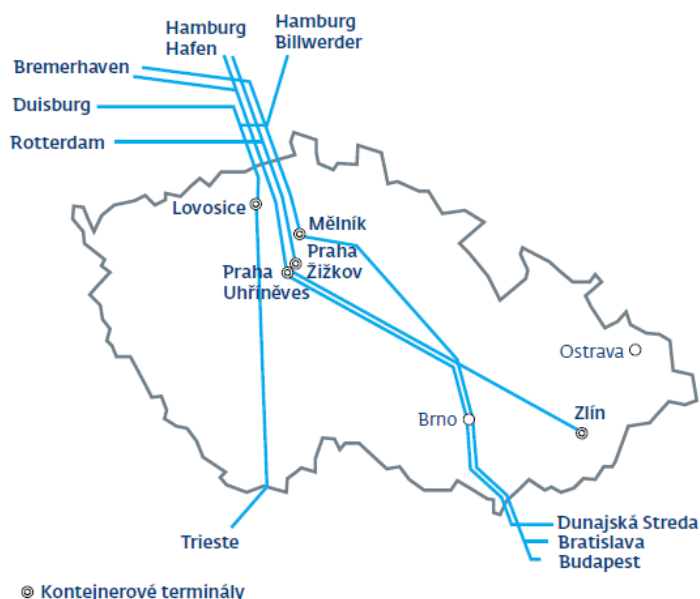 Hamburg
Hafen
Hamburg
Billwerder
Bremerhaven
Duisburg
Rotterdam
Lovosice
Mělník
Praha
Žižkov
Praha
Uhříněves
Ostrava
Brno
Zlín
Trieste
Dunajská Streda
Bratislava
Budapest
Kontejnerové terminály